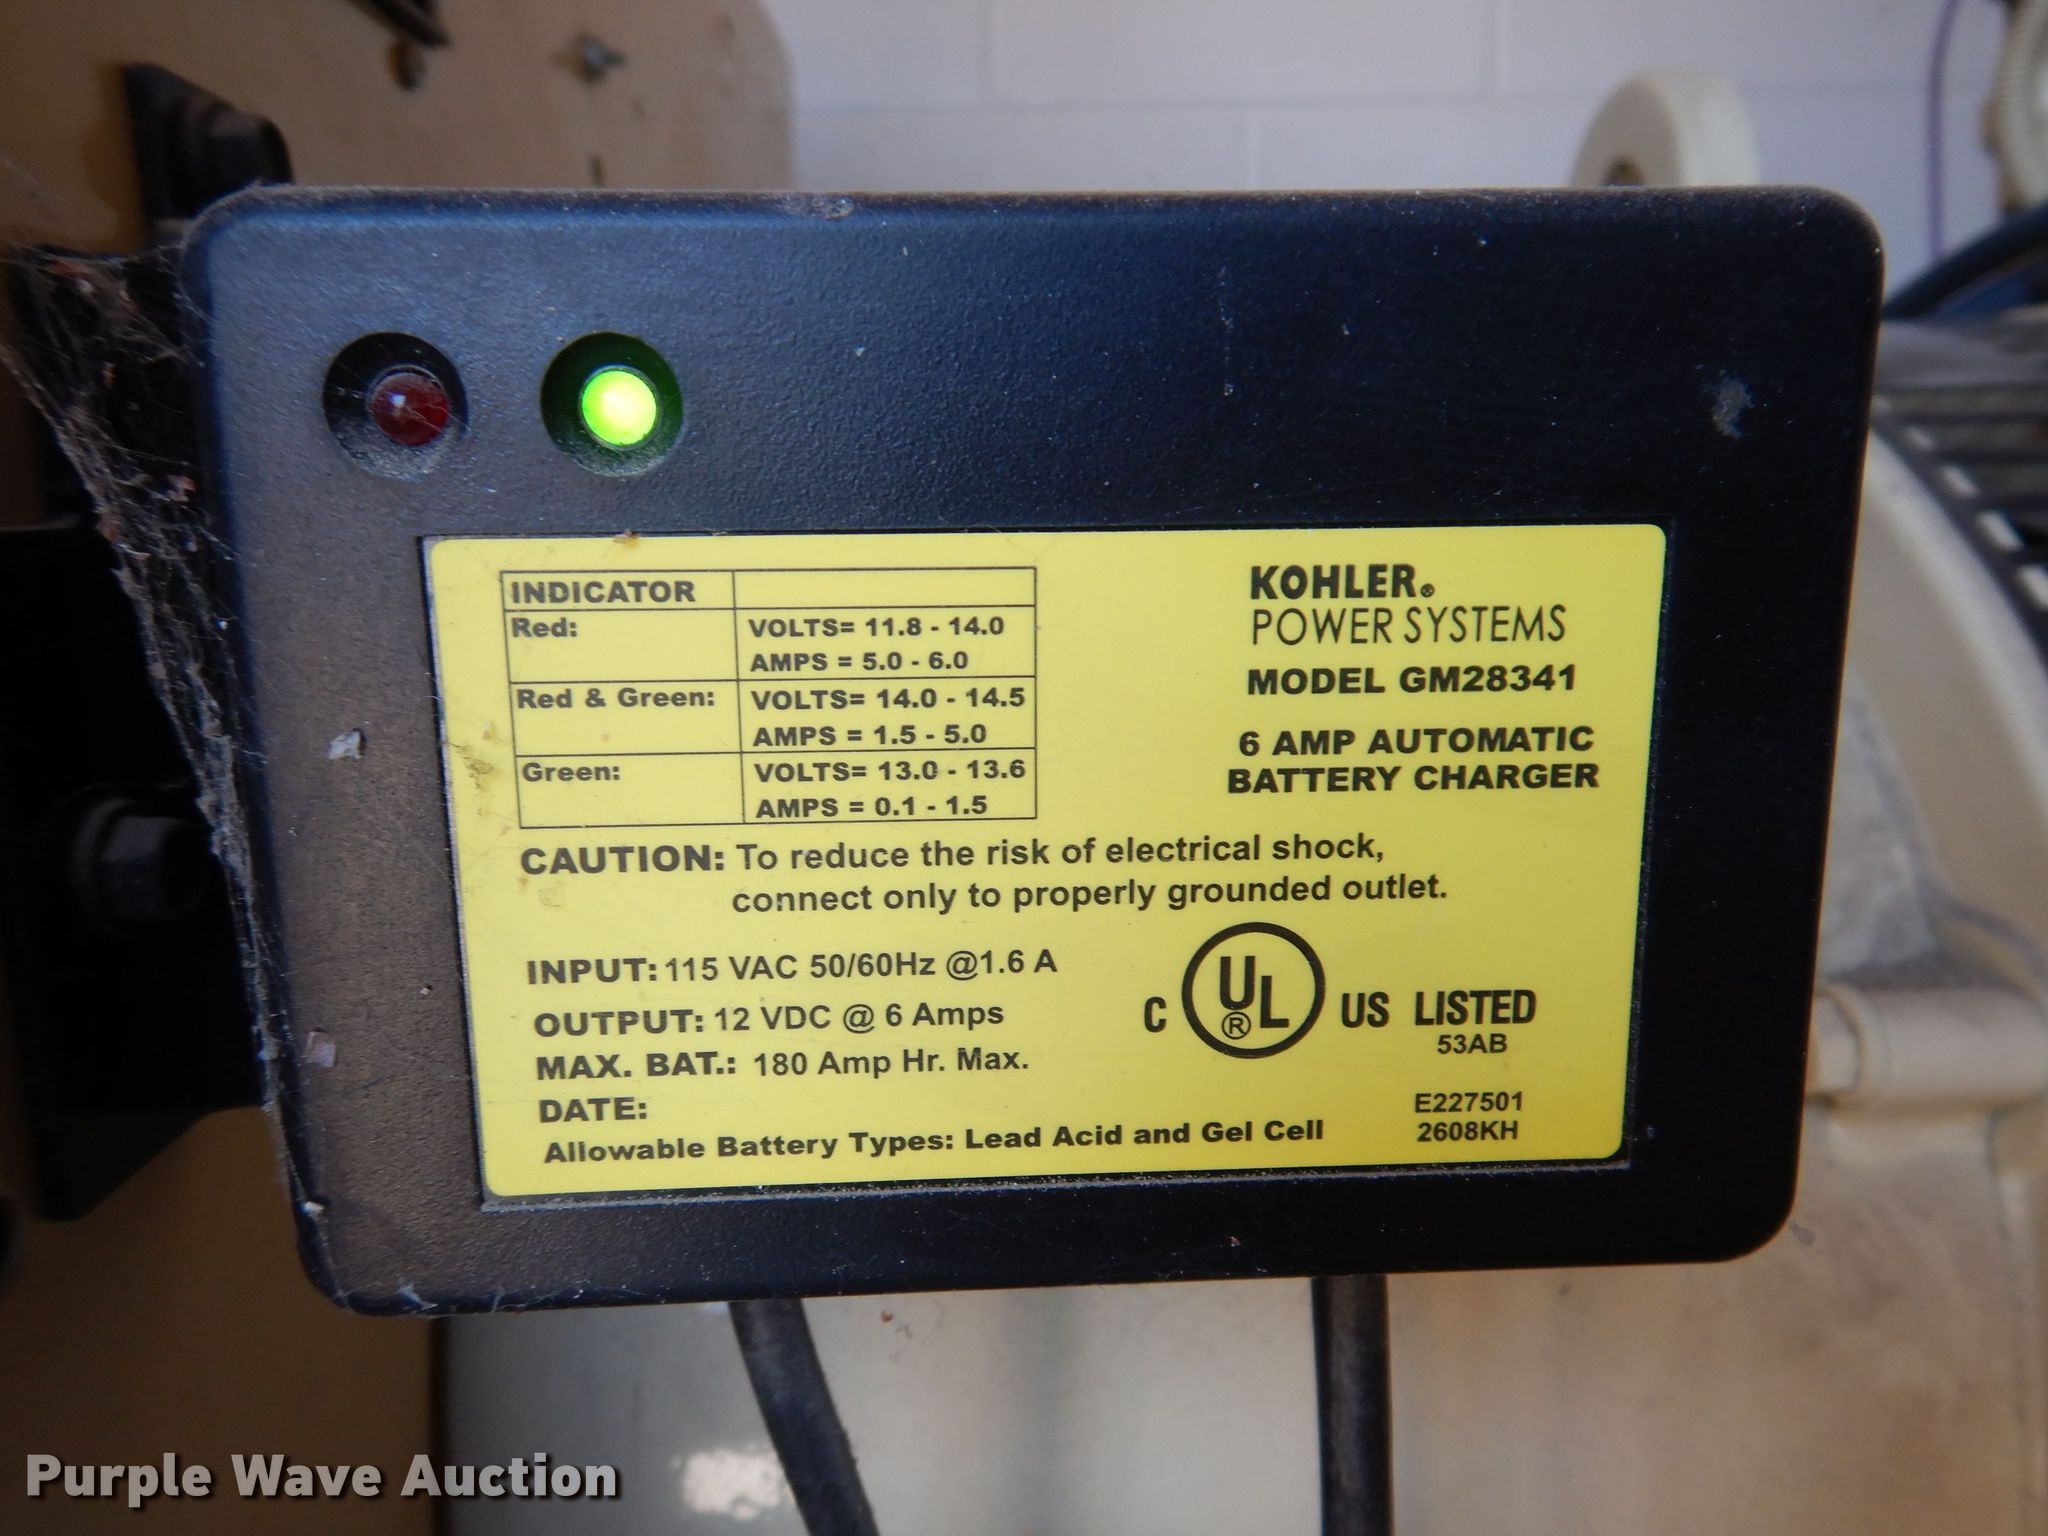 INDICATOR
Red: VOLTS= 11.8 - 14.0
AMPS = 5.0 - 6.0
Red & Green: VOLTS= 14.0 - 14.5
AMPS = 1.5 - 5.0
Green: VOLTS= 13.0 - 13.6
AMPS = 0.1 - 1.5
KOHLER®
POWER SYSTEMS
MODEL GM28341
6 AMP AUTOMATIC
BATTERY CHARGER
CAUTION: To reduce the risk of electrical shock,
connect only to properly grounded outlet.
INPUT: 115 VAC 50/60Hz @1.6 A
OUTPUT: 12 VDC @ 6 Amps
MAX. BAT.: 180 Amp Hr. Max.
DATE:
Allowable Battery Types: Lead Acid and Gel Cell
C UL® US LISTED
53AB
E227501
2608KH
Purple Wave Auction